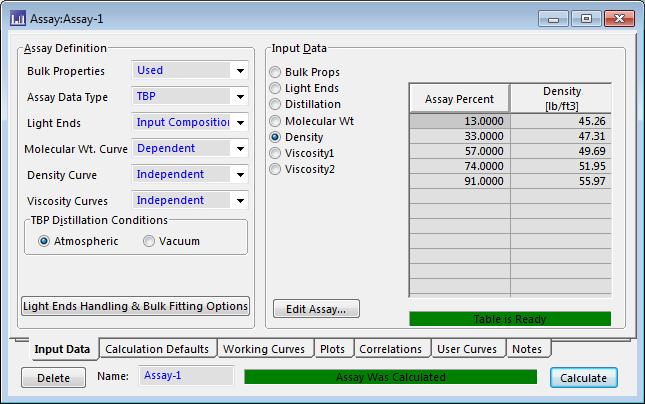 Assay:Assay-1
Assay Definition
Bulk Properties Used
Assay Data Type TBP
Light Ends Input Composition
Molecular Wt. Curve Dependent
Density Curve Independent
Viscosity Curves Independent
TBP Distillation Conditions
Atmospheric Vacuum
Light Ends Handling & Bulk Fitting Options
Input Data
Bulk Props
Light Ends
Distillation
Molecular Wt
Density
Viscosity1
Viscosity2
Edit Assay...
Assay Percent Density
[lb/ft3]
13.0000 45.26
33.0000 47.31
57.0000 49.69
74.0000 51.95
91.0000 55.97
Table is Ready
Input Data Calculation Defaults Working Curves Plots Correlations User Curves Notes
Delete Name: Assay-1 Assay Was Calculated Calculate